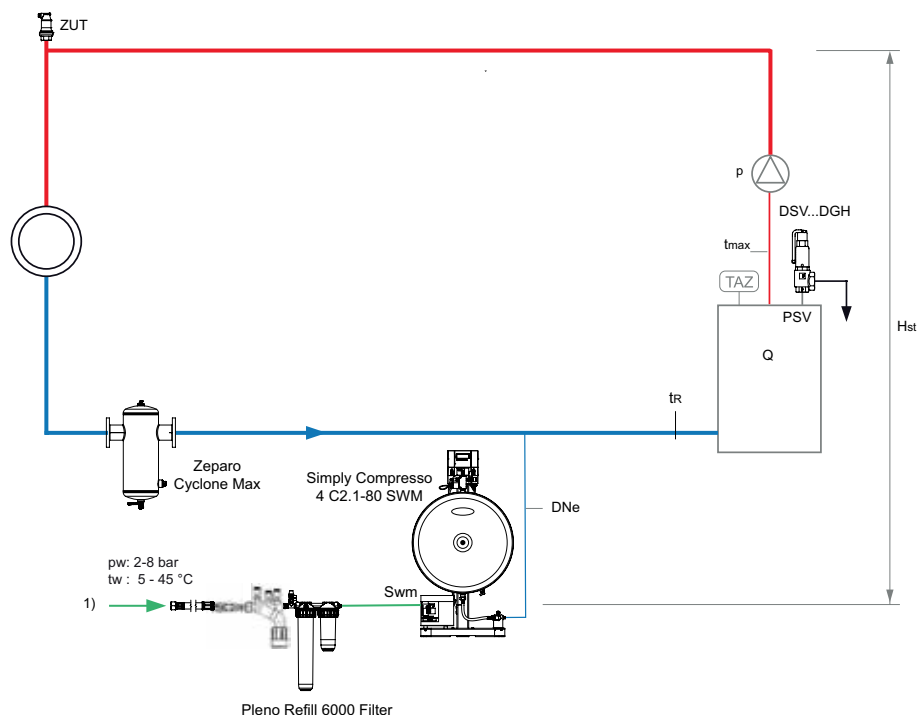 ZUT
p
DSV...DGH
tmax
TAZ
PSV
Hst
Q
tR
Zeparo
Cyclone Max
Simply Compresso
4 C2.1-80 SWM
DNe
pw: 2-8 bar
tw : 5 - 45 °C
1)
Swm
Pleno Refill 6000 Filter